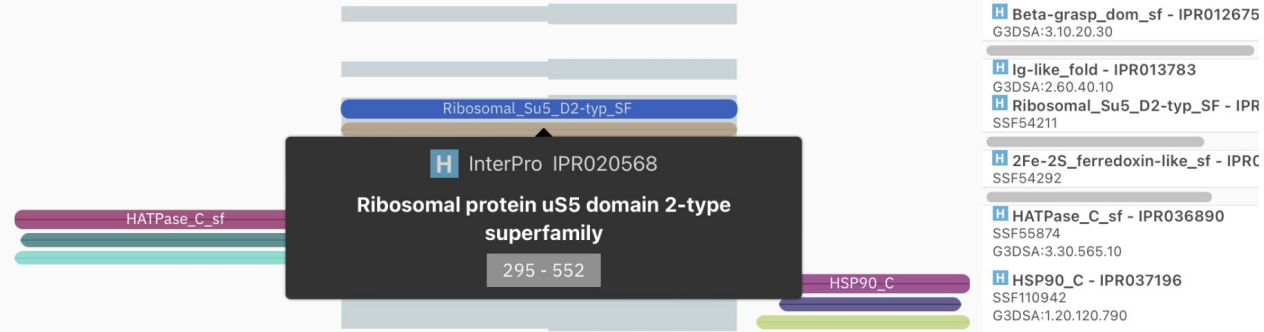 Ribosomal_Su5_D2-typ_SF
H InterPro IPR020568
Ribosomal protein uS5 domain 2-type
superfamily
295 - 552
HATPase_C_sf
HSP90_C
H Beta-grasp_dom_sf - IPR012675
G3DSA:3.10.20.30
H Ig-like_fold - IPR013783
G3DSA:2.60.40.10
H Ribosomal_Su5_D2-typ_SF - IPR
SSF54211
H 2Fe-2S_ferredoxin-like_sf - IPR0
SSF54292
H HATPase_C_sf - IPR036890
SSF55874
G3DSA:3.30.565.10
H HSP90_C - IPR037196
SSF110942
G3DSA:1.20.120.790